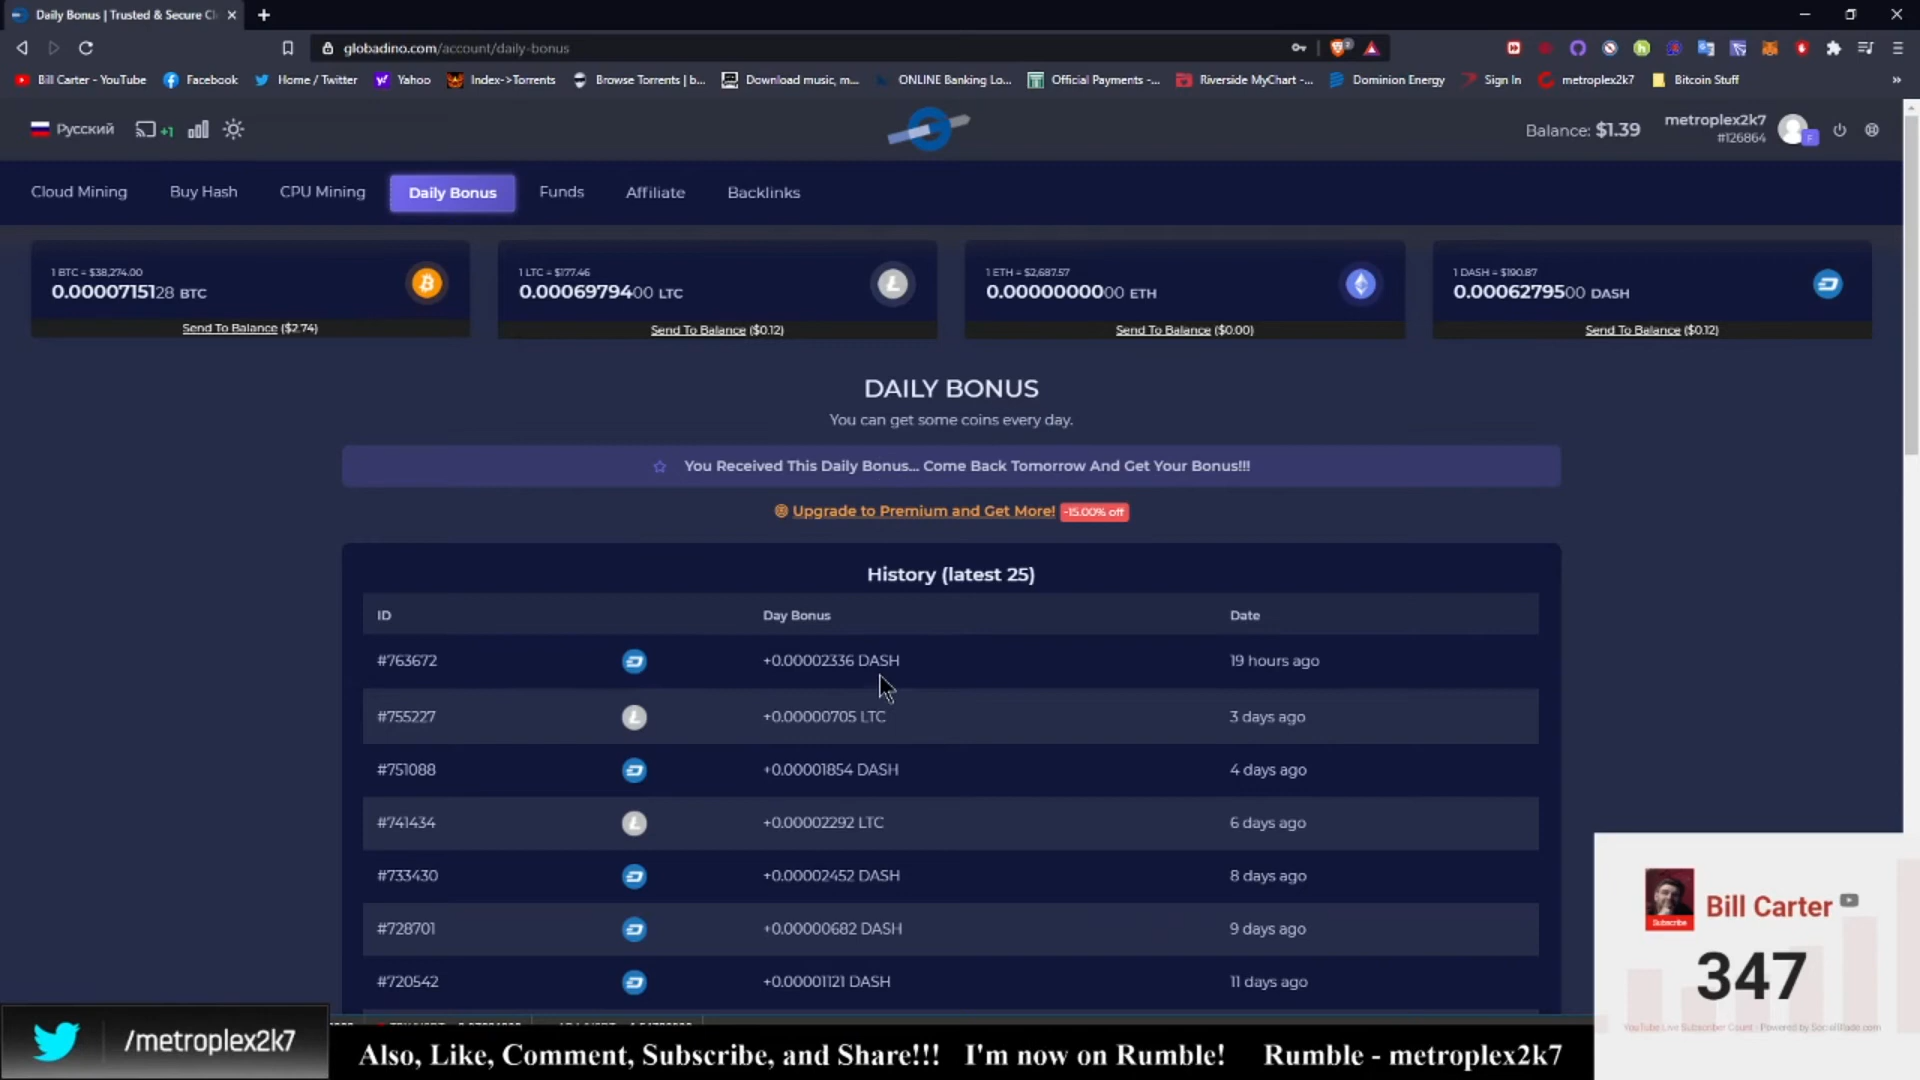 Daily Bonus | Trusted & Secure Cl
globadino.com/account/daily-bonus
Bill Carter - YouTube
Facebook
Home / Twitter
Yahoo
Index->Torrents
Browse Torrents | b...
Download music, m...
ONLINE Banking Lo...
Official Payments -...
Riverside MyChart -...
Dominion Energy
Sign In
metroplex2k7
Bitcoin Stuff
Русский
+1
Balance: $1.39
metroplex2k7
#126864
F
Cloud Mining
Buy Hash
CPU Mining
Daily Bonus
Funds
Affiliate
Backlinks
1 BTC = $38,274.00
0.0000715128 BTC
Send To Balance ($2.74)
1 LTC = $177.46
0.0006979400 LTC
Send To Balance ($0.12)
1 ETH = $2,687.57
0.0000000000 ETH
Send To Balance ($0.00)
1 DASH = $190.87
0.0006279500 DASH
Send To Balance ($0.12)
DAILY BONUS
You can get some coins every day.
You Received This Daily Bonus... Come Back Tomorrow And Get Your Bonus!!!
Upgrade to Premium and Get More! -15.00% off
History (latest 25)
ID Day Bonus Date
#763672 +0.00002336 DASH 19 hours ago
#755227 +0.00000705 LTC 3 days ago
#751088 +0.00001854 DASH 4 days ago
#741434 +0.00002292 LTC 6 days ago
#733430 +0.00002452 DASH 8 days ago
#728701 +0.00000682 DASH 9 days ago
#720542 +0.00001121 DASH 11 days ago
Subscribe
Bill Carter
347
YouTube Live Subscriber Count - Powered by SocialBlade.com
/metroplex2k7
Also, Like, Comment, Subscribe, and Share!!! I'm now on Rumble! Rumble - metroplex2k7